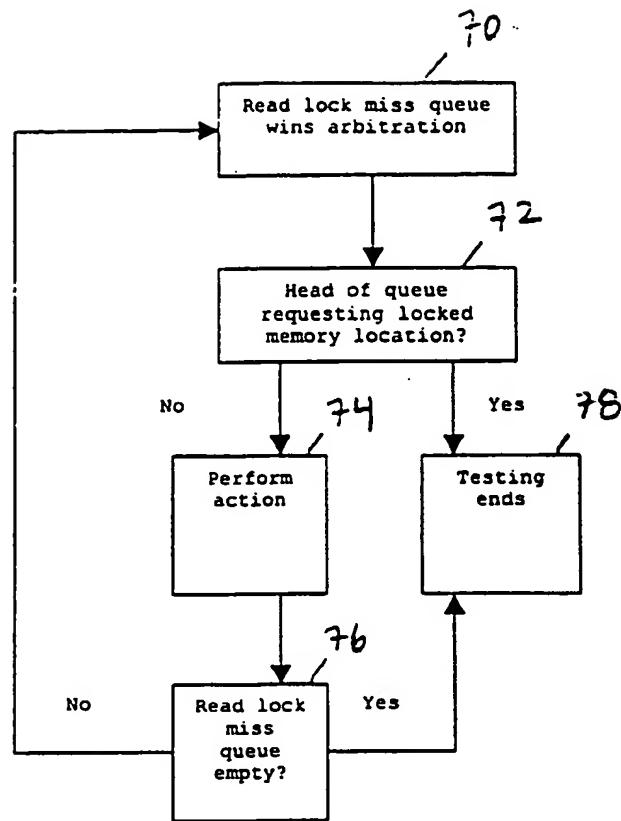 70
Read lock miss queue
wins arbitration
72
Head of queue
requesting locked
memory location?
No
74
Yes
78
Perform
action
Testing
ends
76
No
Read lock
miss
queue
empty?
Yes